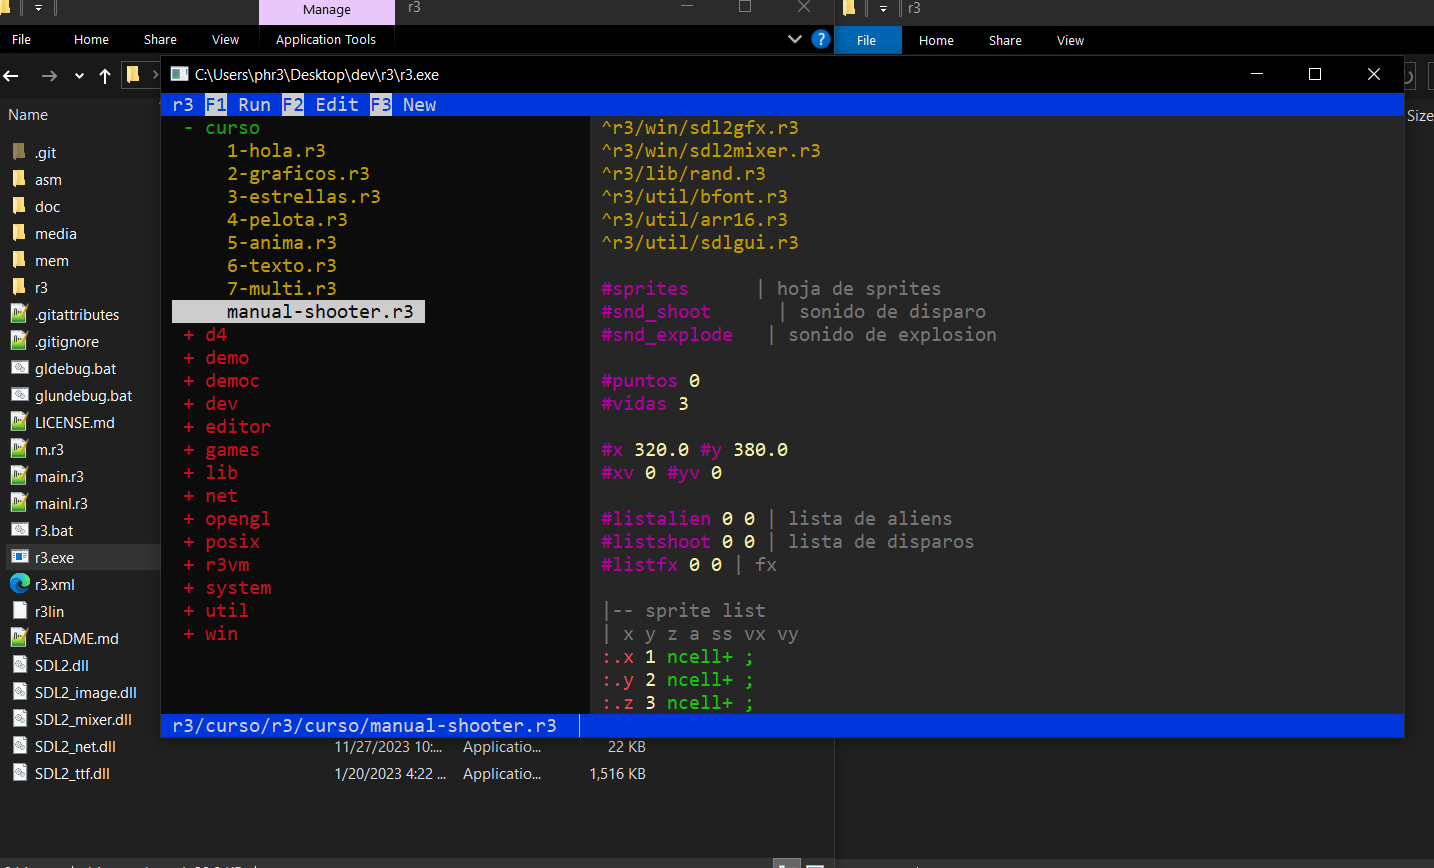 Manage
r3
r3
File Home Share View Application Tools
?
File Home Share View
C:\Users\phr3\Desktop\dev\r3\r3.exe
Name
Size
.git
asm
doc
media
mem
r3
.gitattributes
.gitignore
gldebug.bat
glundebug.bat
LICENSE.md
m.r3
main.r3
mainl.r3
r3.bat
r3.exe
r3.xml
r3lin
README.md
SDL2.dll
SDL2_image.dll
SDL2_mixer.dll
SDL2_net.dll 11/27/2023 10:... Applicatio... 22 KB
SDL2_ttf.dll 1/20/2023 4:22 ... Applicatio... 1,516 KB
r3 F1 Run F2 Edit F3 New
- curso
1-hola.r3
2-graficos.r3
3-estrellas.r3
4-pelota.r3
5-anima.r3
6-texto.r3
7-multi.r3
manual-shooter.r3
+ d4
+ demo
+ democ
+ dev
+ editor
+ games
+ lib
+ net
+ opengl
+ posix
+ r3vm
+ system
+ util
+ win
^r3/win/sdl2gfx.r3
^r3/win/sdl2mixer.r3
^r3/lib/rand.r3
^r3/util/bfont.r3
^r3/util/arr16.r3
^r3/util/sdlgui.r3
#sprites | hoja de sprites
#snd_shoot | sonido de disparo
#snd_explode | sonido de explosion
#puntos 0
#vidas 3
#x 320.0 #y 380.0
#xv 0 #yv 0
#listalien 0 0 | lista de aliens
#listshoot 0 0 | lista de disparos
#listfx 0 0 | fx
|-- sprite list
| x y z a ss vx vy
:.x 1 ncell+ ;
:.y 2 ncell+ ;
:.z 3 ncell+ ;
r3/curso/r3/curso/manual-shooter.r3